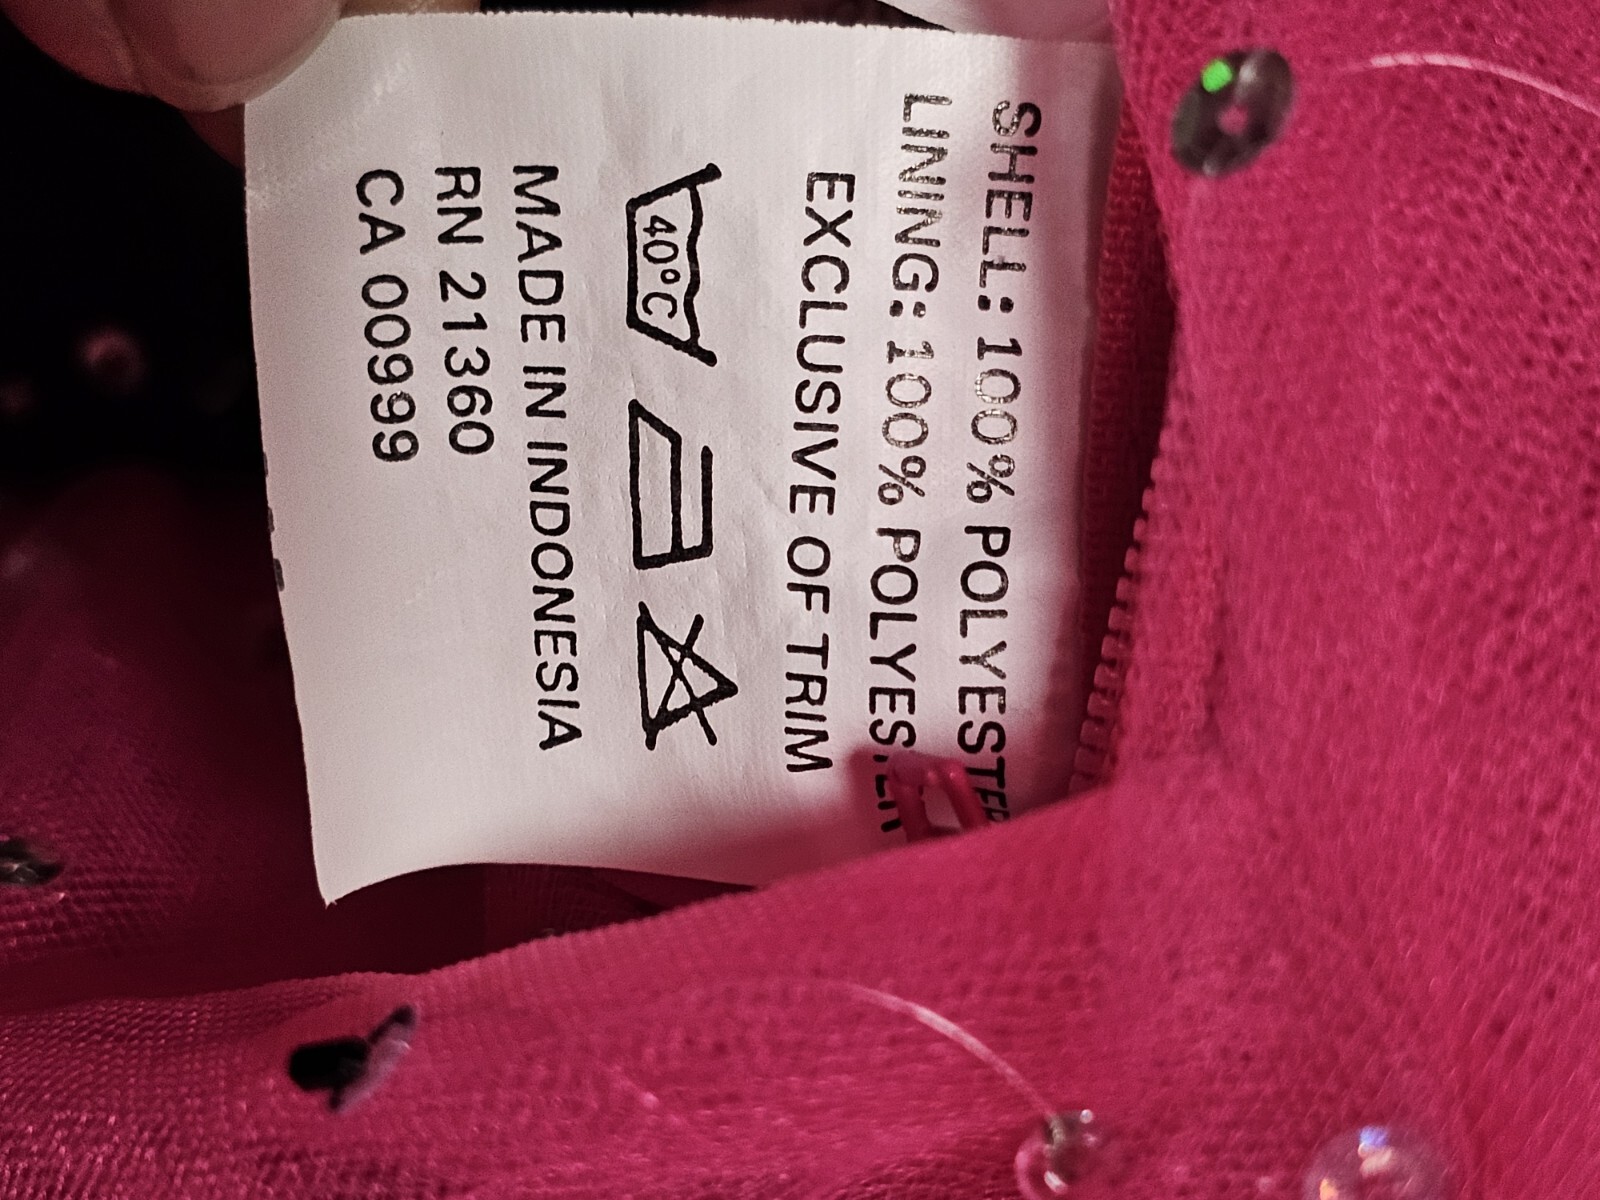 SHELL: 100% POLYESTER
LINING: 100% POLYESTER
EXCLUSIVE OF TRIM
40°C
MADE IN INDONESIA
RN 21360
CA 00999